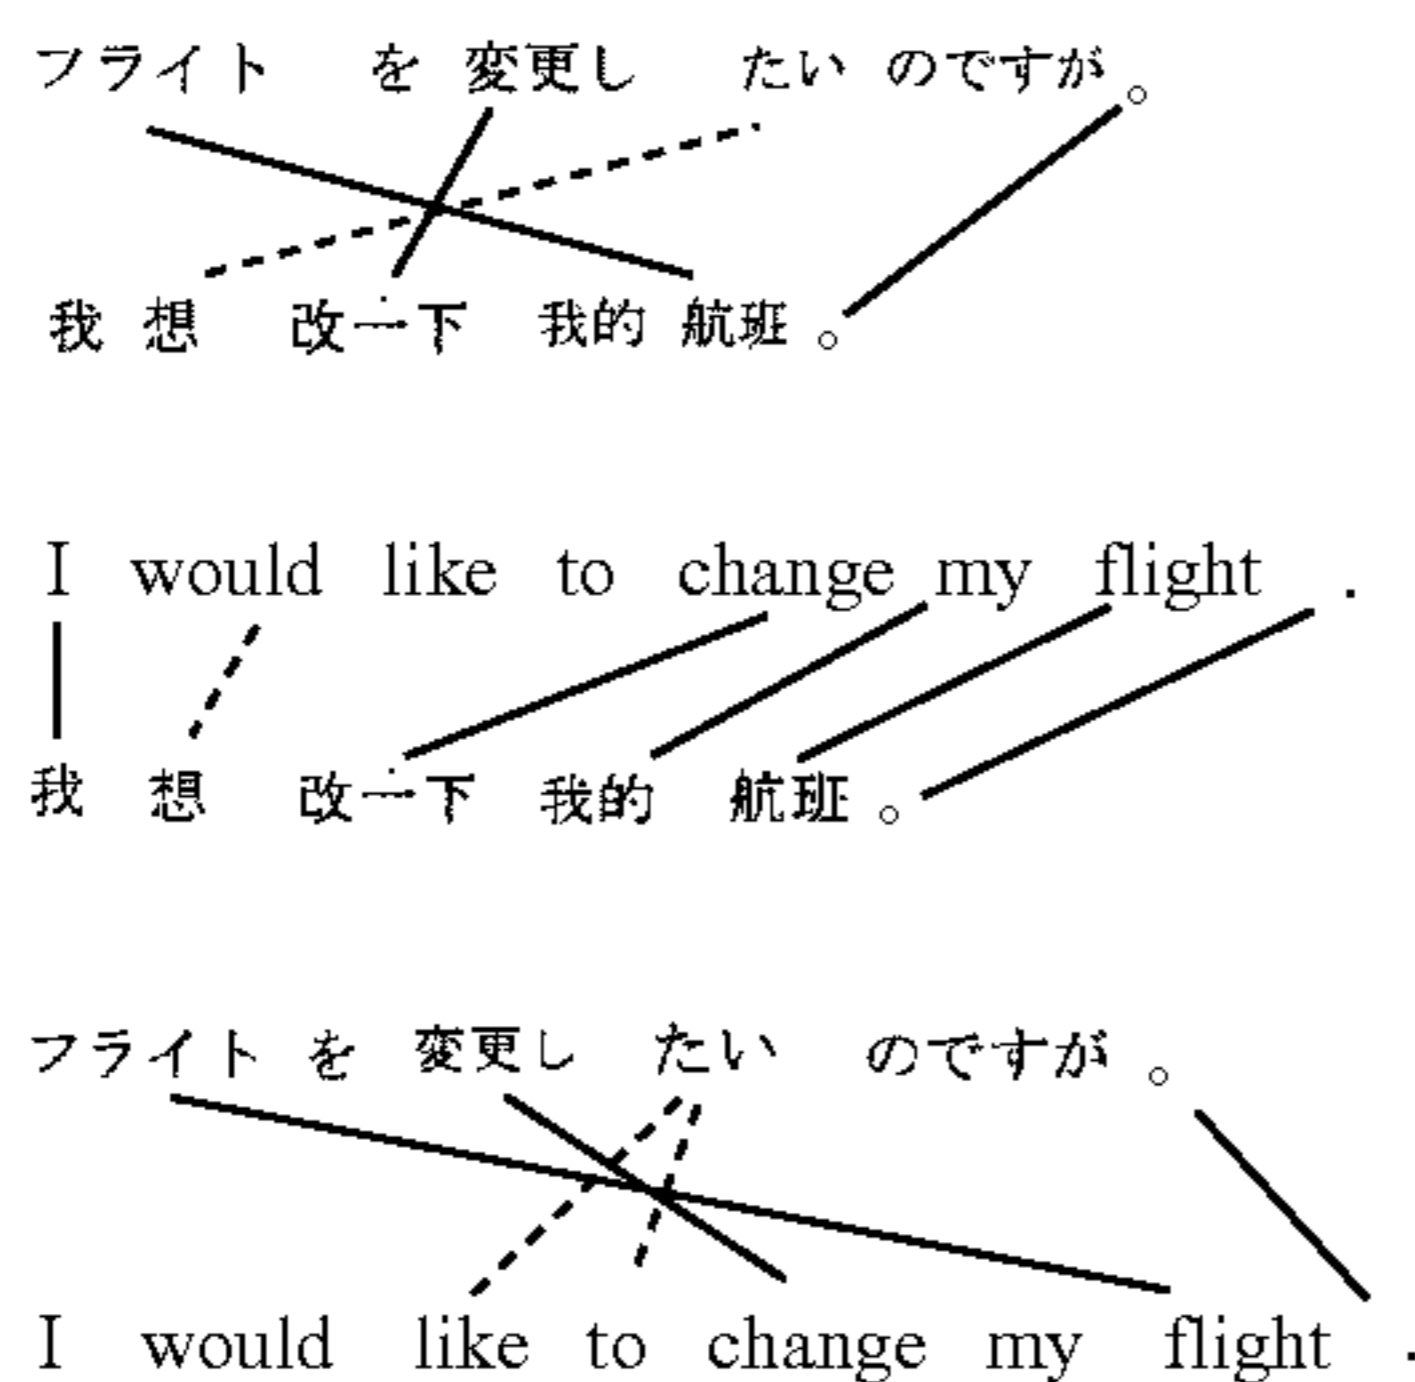 フライト を 変更し たい のですが 。
我 想 改一下 我的 航班 。
I would like to change my flight .
我 想 改一下 我的 航班 。
フライト を 変更し たい のですが 。
I would like to change my flight .